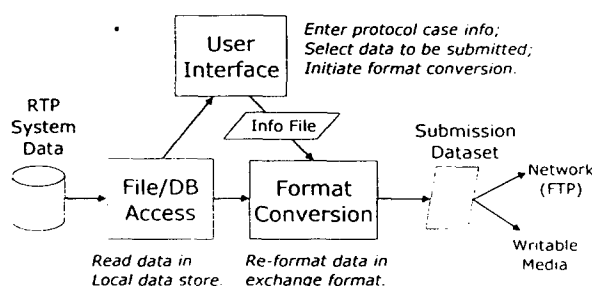 User
Interface
Enter protocol case info;
Select data to be submitted;
Initiate format conversion.
RTP
System
Data
Info File
Submission
Dataset
File/DB
Access
Format
Conversion
Network
(FTP)
Writable
Media
Read data in
Local data store.
Re-format data in
exchange format.